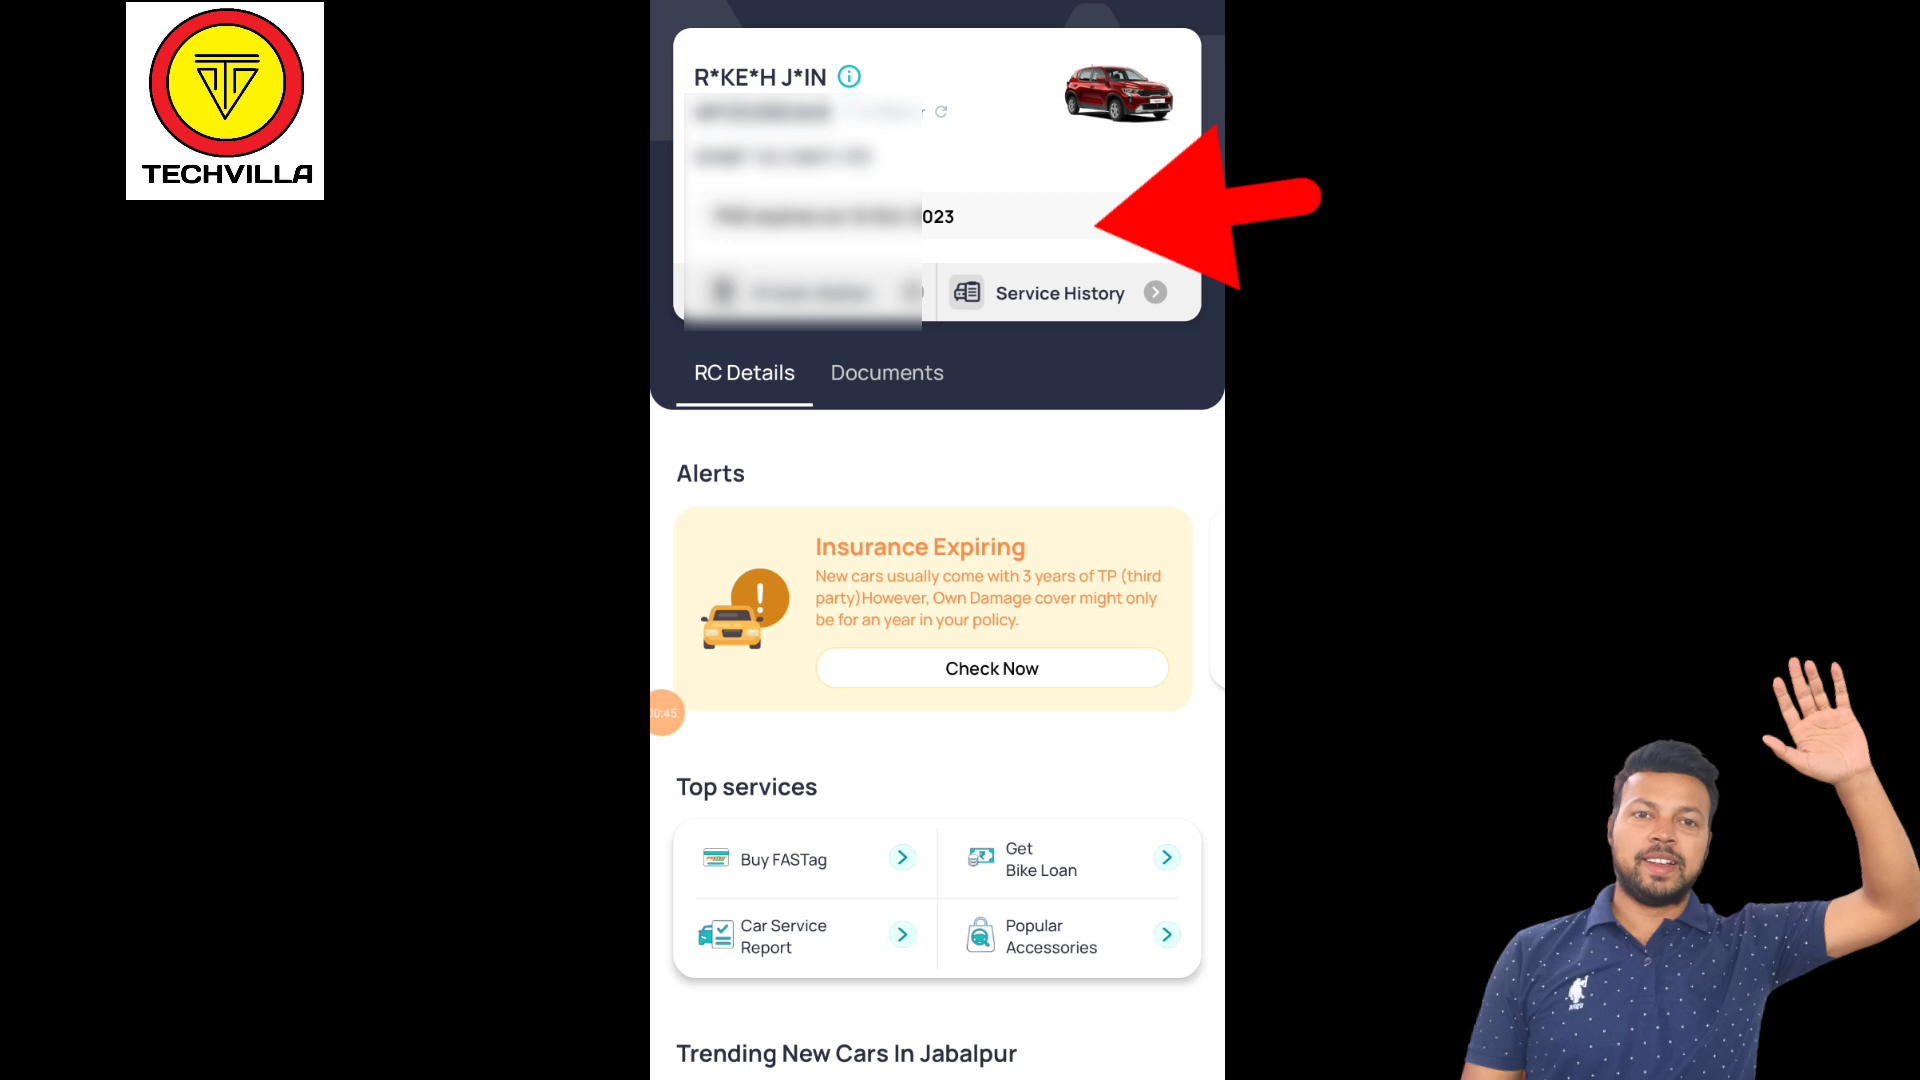 TECHVILLA
R*KE*H J*IN
023
Service History
RC Details
Documents
Alerts
Insurance Expiring
New cars usually come with 3 years of TP (third
party)However, Own Damage cover might only
be for an year in your policy.
Check Now
00:45
Top services
Buy FASTag
Get
Bike Loan
Car Service
Report
Popular
Accessories
Trending New Cars In Jabalpur